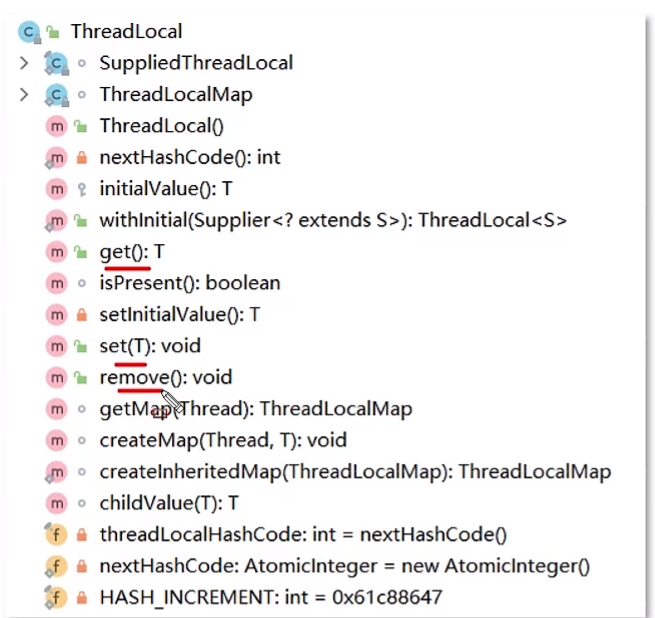 ThreadLocal
SuppliedThreadLocal
ThreadLocalMap
ThreadLocal()
nextHashCode(): int
initialValue(): T
withInitial(Supplier<? extends S>): ThreadLocal<S>
get(): T
isPresent(): boolean
setInitialValue(): T
set(T): void
remove(): void
getMap(Thread): ThreadLocalMap
createMap(Thread, T): void
createInheritedMap(ThreadLocalMap): ThreadLocalMap
childValue(T): T
threadLocalHashCode: int = nextHashCode()
nextHashCode: AtomicInteger = new AtomicInteger()
HASH_INCREMENT: int = 0x61c88647